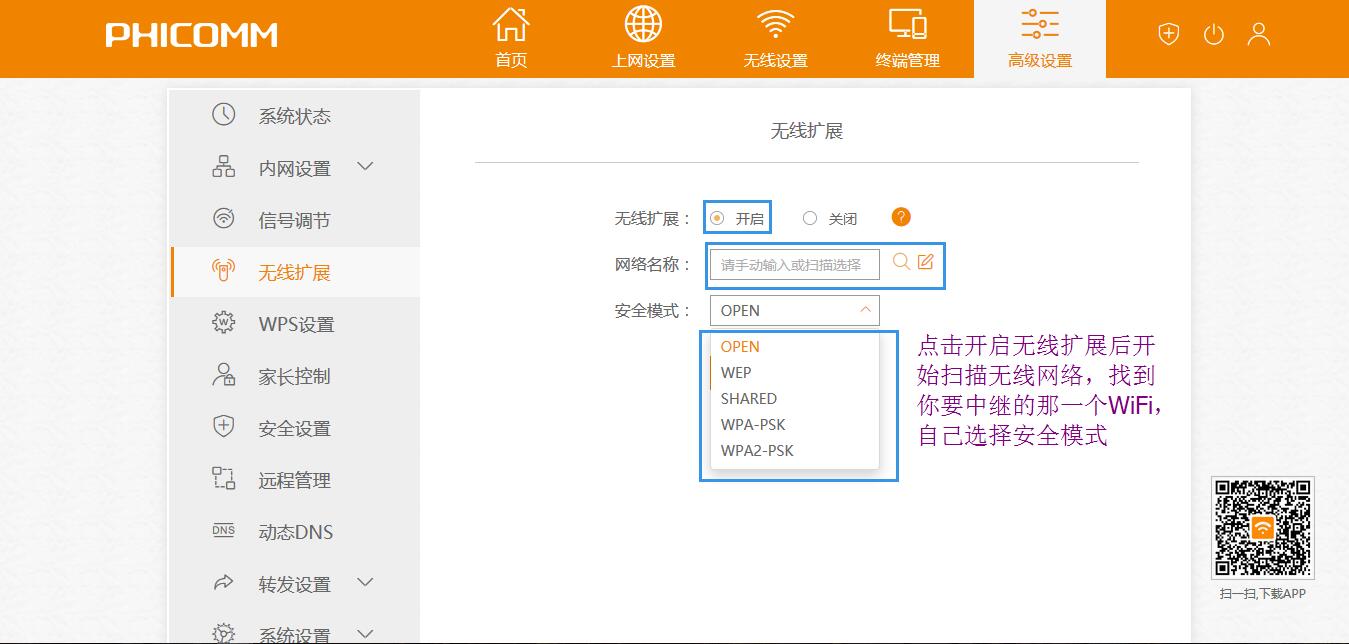 PHICOMM
首页
上网设置
无线设置
终端管理
高级设置
系统状态
内网设置
信号调节
无线扩展
WPS设置
家长控制
安全设置
远程管理
DNS
动态DNS
转发设置
系统设置
无线扩展
无线扩展：
开启
关闭
?
网络名称：
请手动输入或扫描选择
安全模式：
OPEN
OPEN
WEP
SHARED
WPA-PSK
WPA2-PSK
点击开启无线扩展后开
始扫描无线网络，找到
你要中继的那一个WiFi，
自己选择安全模式
扫一扫,下载APP